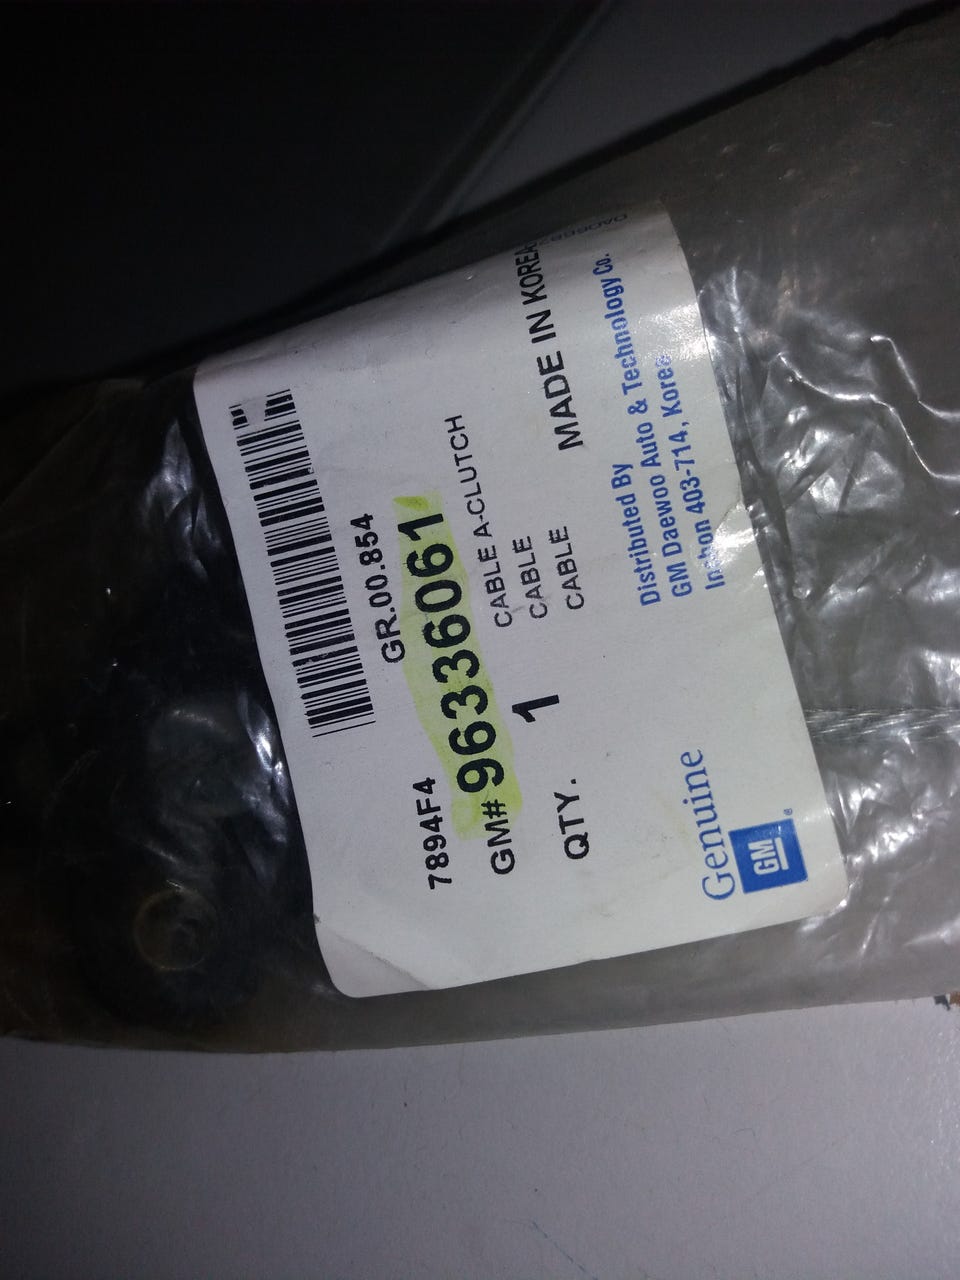 GR.00.854
7894F4
GM# 96336061
CABLE A-CLUTCH
QTY. 1
CABLE
CABLE
MADE IN KOREA
Distributed By
GM Daewoo Auto & Technology Co.
Inchon 403-714, Korea
Genuine
GM